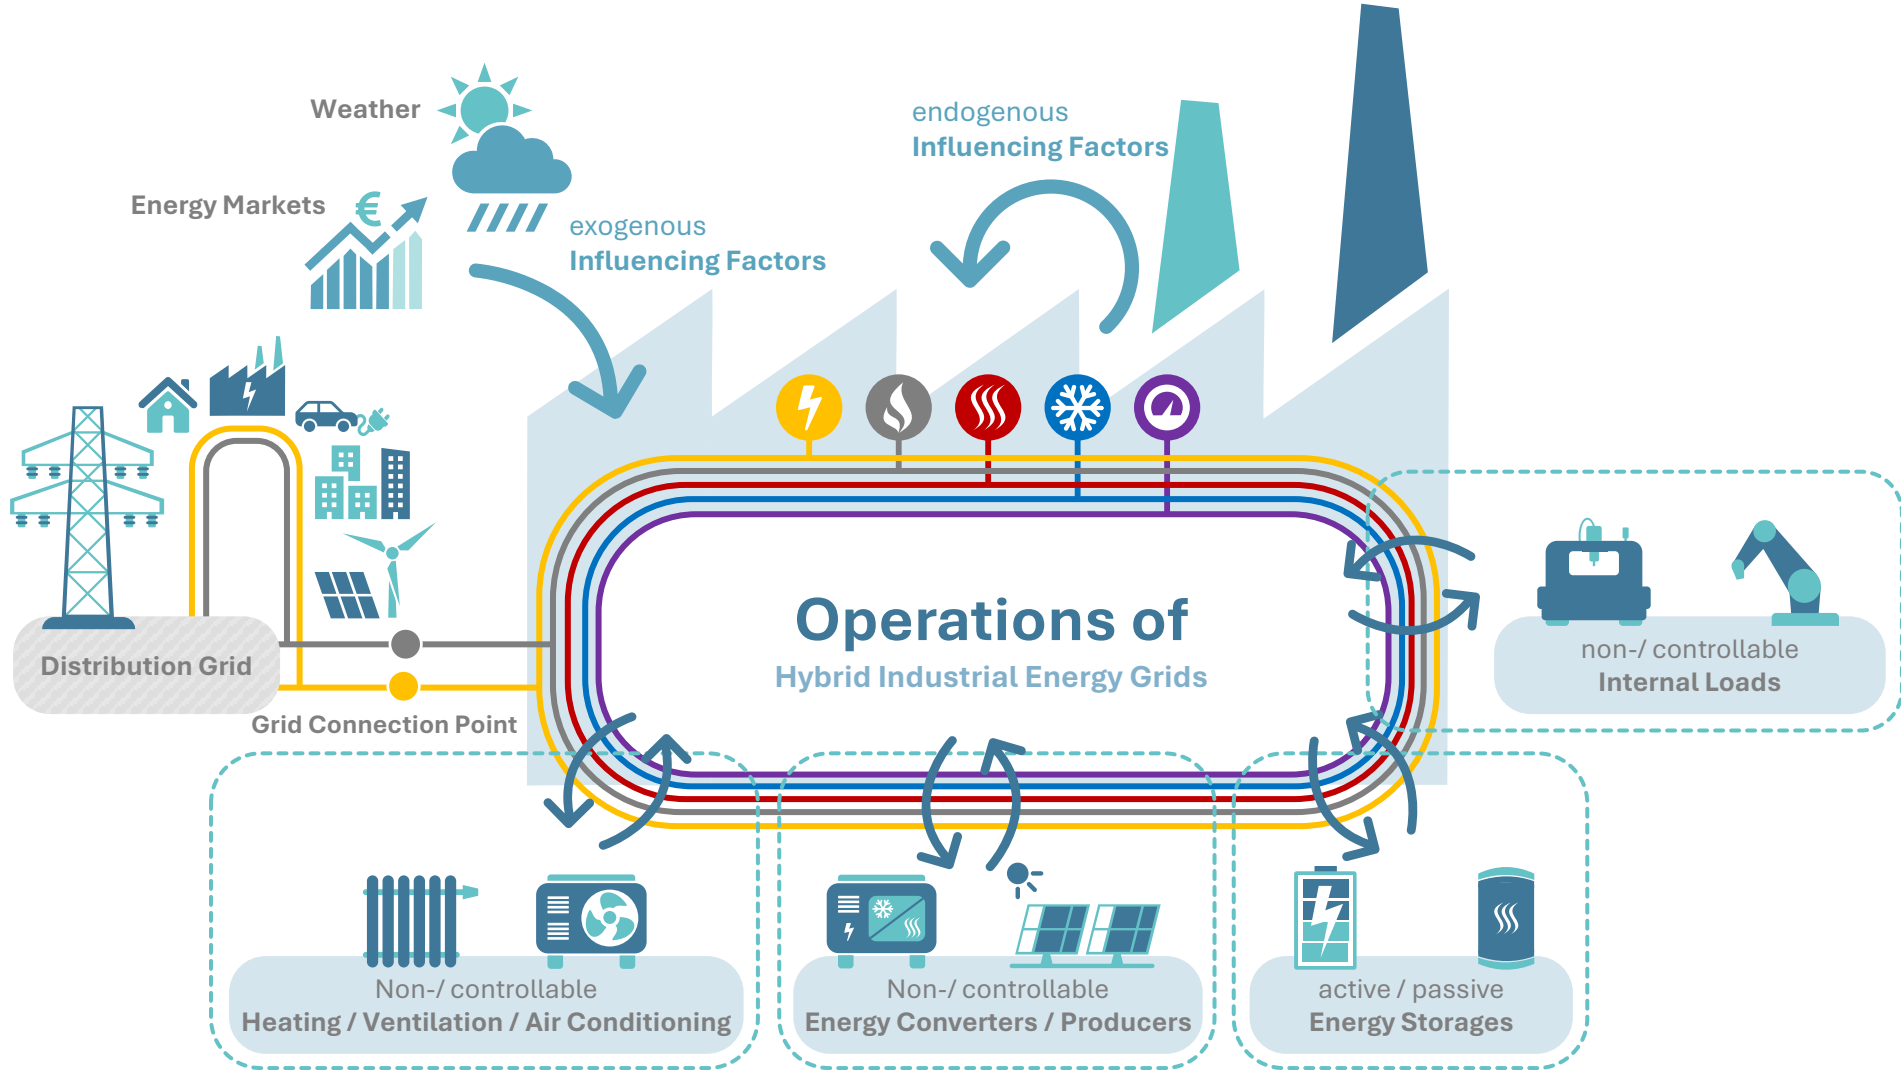 Weather
Energy Markets
€
exogenous
Influencing Factors
endogenous
Influencing Factors
Distribution Grid
Grid Connection Point
Operations of
Hybrid Industrial Energy Grids
non-/ controllable
Internal Loads
Non-/ controllable
Heating / Ventilation / Air Conditioning
Non-/ controllable
Energy Converters / Producers
active / passive
Energy Storages